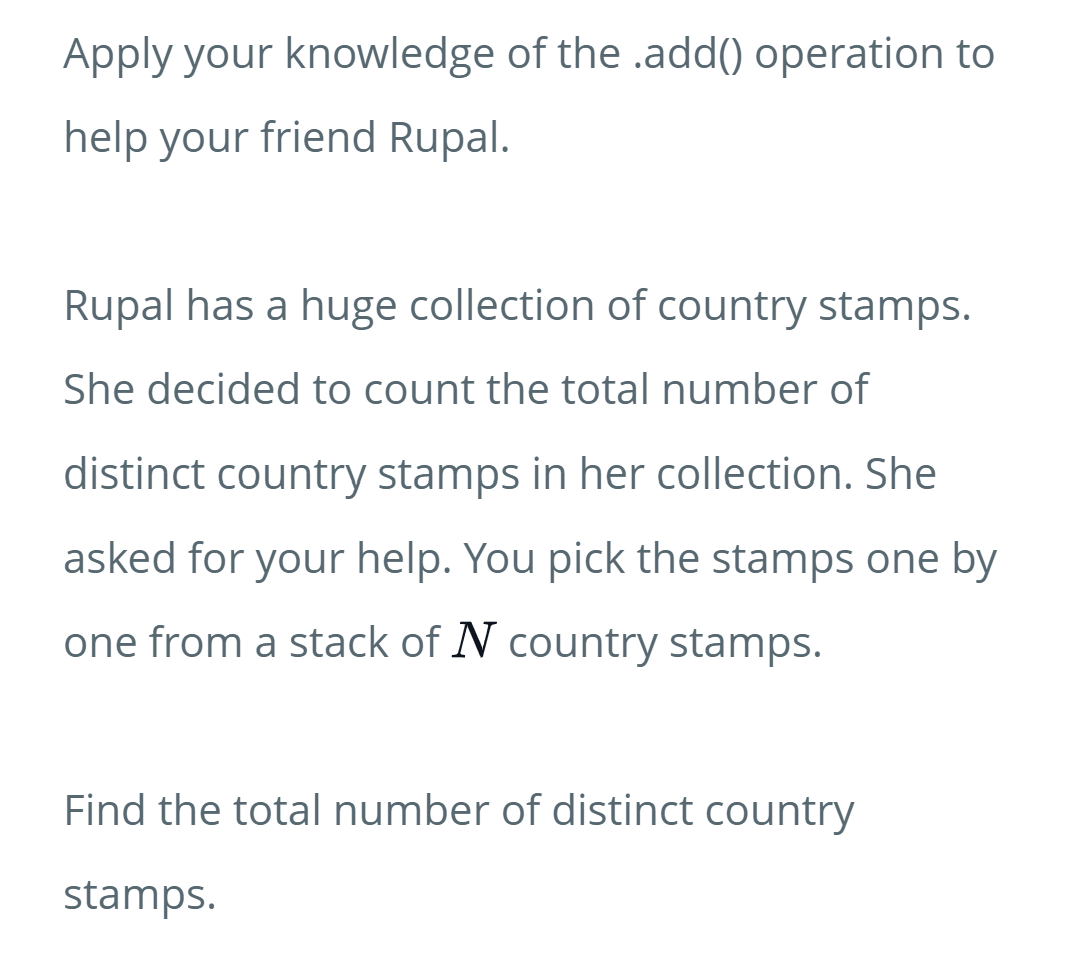 Apply your knowledge of the .add() operation to
help your friend Rupal.
Rupal has a huge collection of country stamps.
She decided to count the total number of
distinct country stamps in her collection. She
asked for your help. You pick the stamps one by
one from a stack of N country stamps.
Find the total number of distinct country
stamps.